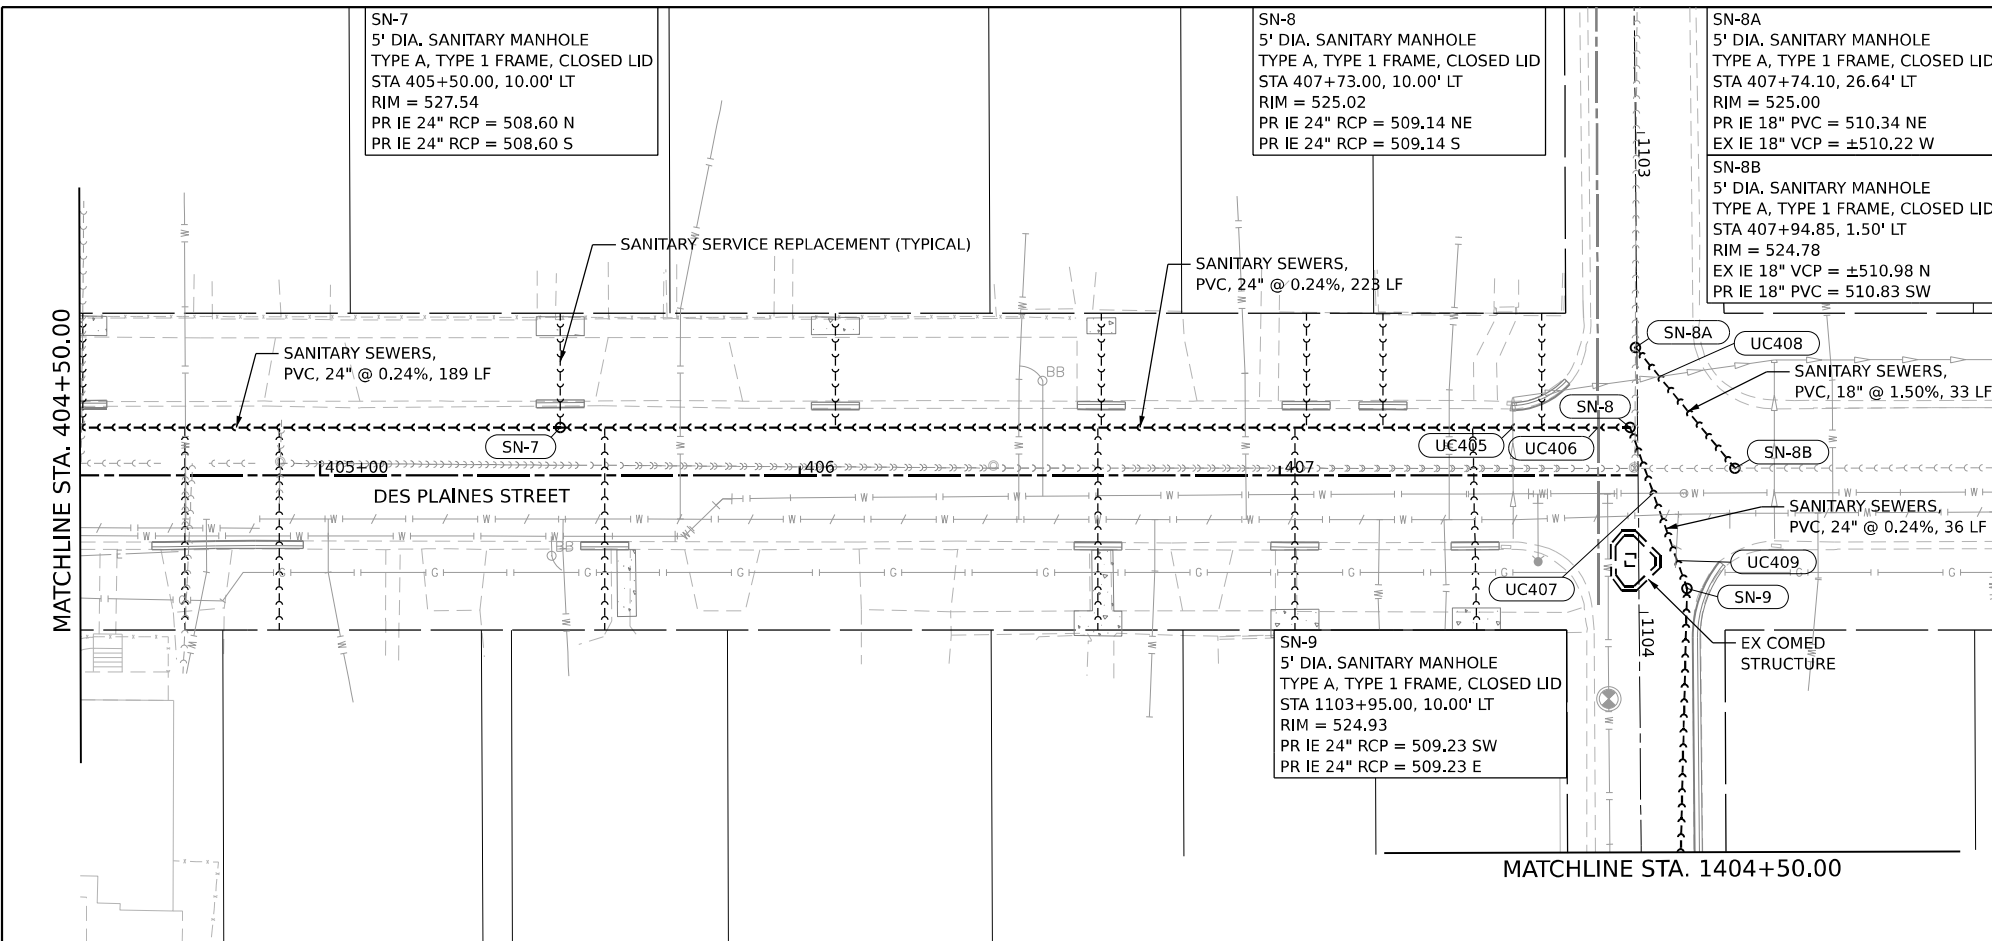 SN-7
5' DIA. SANITARY MANHOLE
TYPE A, TYPE 1 FRAME, CLOSED LID
STA 405+50.00, 10.00' LT
RIM = 527.54
PR IE 24" RCP = 508.60 N
PR IE 24" RCP = 508.60 S
SN-8
5' DIA. SANITARY MANHOLE
TYPE A, TYPE 1 FRAME, CLOSED LID
STA 407+73.00, 10.00' LT
RIM = 525.02
PR IE 24" RCP = 509.14 NE
PR IE 24" RCP = 509.14 S
SN-8A
5' DIA. SANITARY MANHOLE
TYPE A, TYPE 1 FRAME, CLOSED LID
STA 407+74.10, 26.64' LT
RIM = 525.00
PR IE 18" PVC = 510.34 NE
EX IE 18" VCP = ±510.22 W
SN-8B
5' DIA. SANITARY MANHOLE
TYPE A, TYPE 1 FRAME, CLOSED LID
STA 407+94.85, 1.50' LT
RIM = 524.78
EX IE 18" VCP = ±510.98 N
PR IE 18" PVC = 510.83 SW
1103
SANITARY SERVICE REPLACEMENT (TYPICAL)
SANITARY SEWERS,
PVC, 24" @ 0.24%, 223 LF
SANITARY SEWERS,
PVC, 24" @ 0.24%, 189 LF
MATCHLINE STA. 404+50.00
SN-8A
UC408
SANITARY SEWERS,
PVC, 18" @ 1.50%, 33 LF
BB
SN-8
SN-7
UC405
UC406
SN-8B
405+00
406
407
DES PLAINES STREET
SANITARY SEWERS,
PVC, 24" @ 0.24%, 36 LF
BB
UC407
UC409
SN-9
1104
EX COMED
STRUCTURE
SN-9
5' DIA. SANITARY MANHOLE
TYPE A, TYPE 1 FRAME, CLOSED LID
STA 1103+95.00, 10.00' LT
RIM = 524.93
PR IE 24" RCP = 509.23 SW
PR IE 24" RCP = 509.23 E
MATCHLINE STA. 1404+50.00